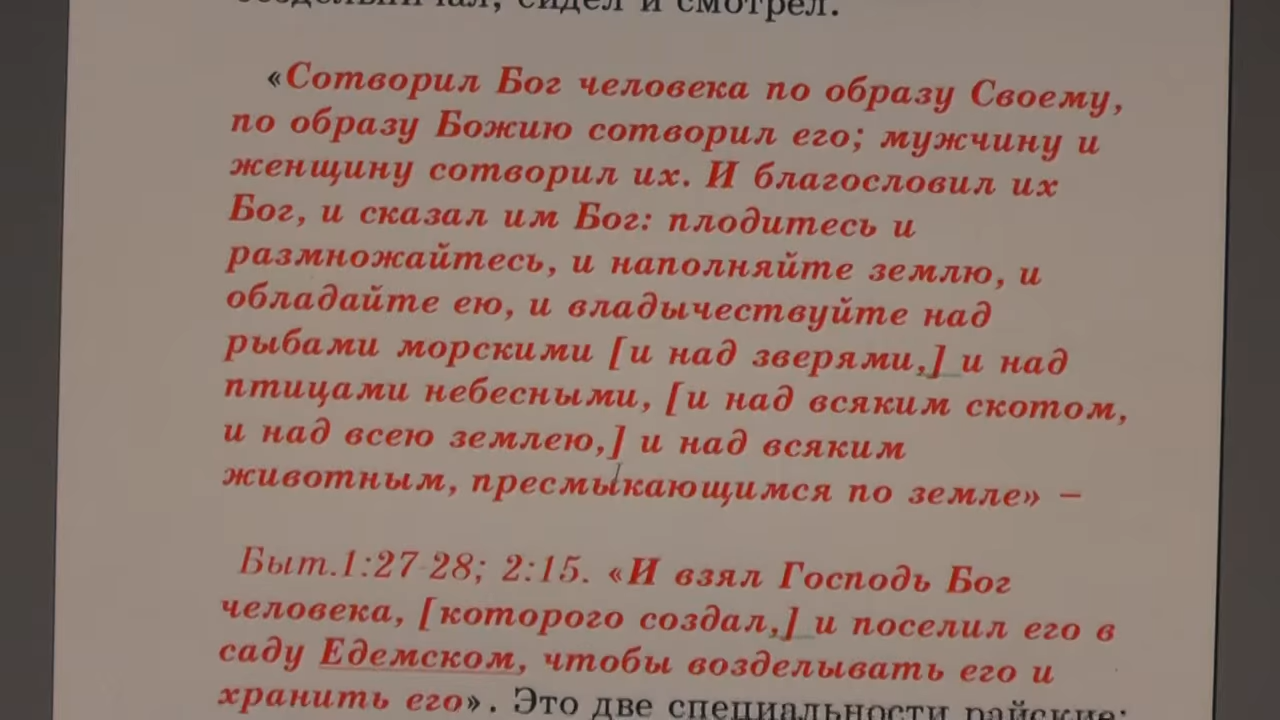 сидел и смотрел.
«Сотворил Бог человека по образу Своему,
по образу Божию сотворил его; мужчину и
женщину сотворил их. И благословил их
Бог, и сказал им Бог: плодитесь и
размножайтесь, и наполняйте землю, и
обладайте ею, и владычествуйте над
рыбами морскими [и над зверями,] и над
птицами небесными, [и над всяким скотом,
и над всею землею,] и над всяким
животным, пресмыкающимся по земле» –
Быт.1:27-28; 2:15. «И взял Господь Бог
человека, [которого создал,] и поселил его в
саду Едемском, чтобы возделывать его и
хранить его». Это две специальности райские: